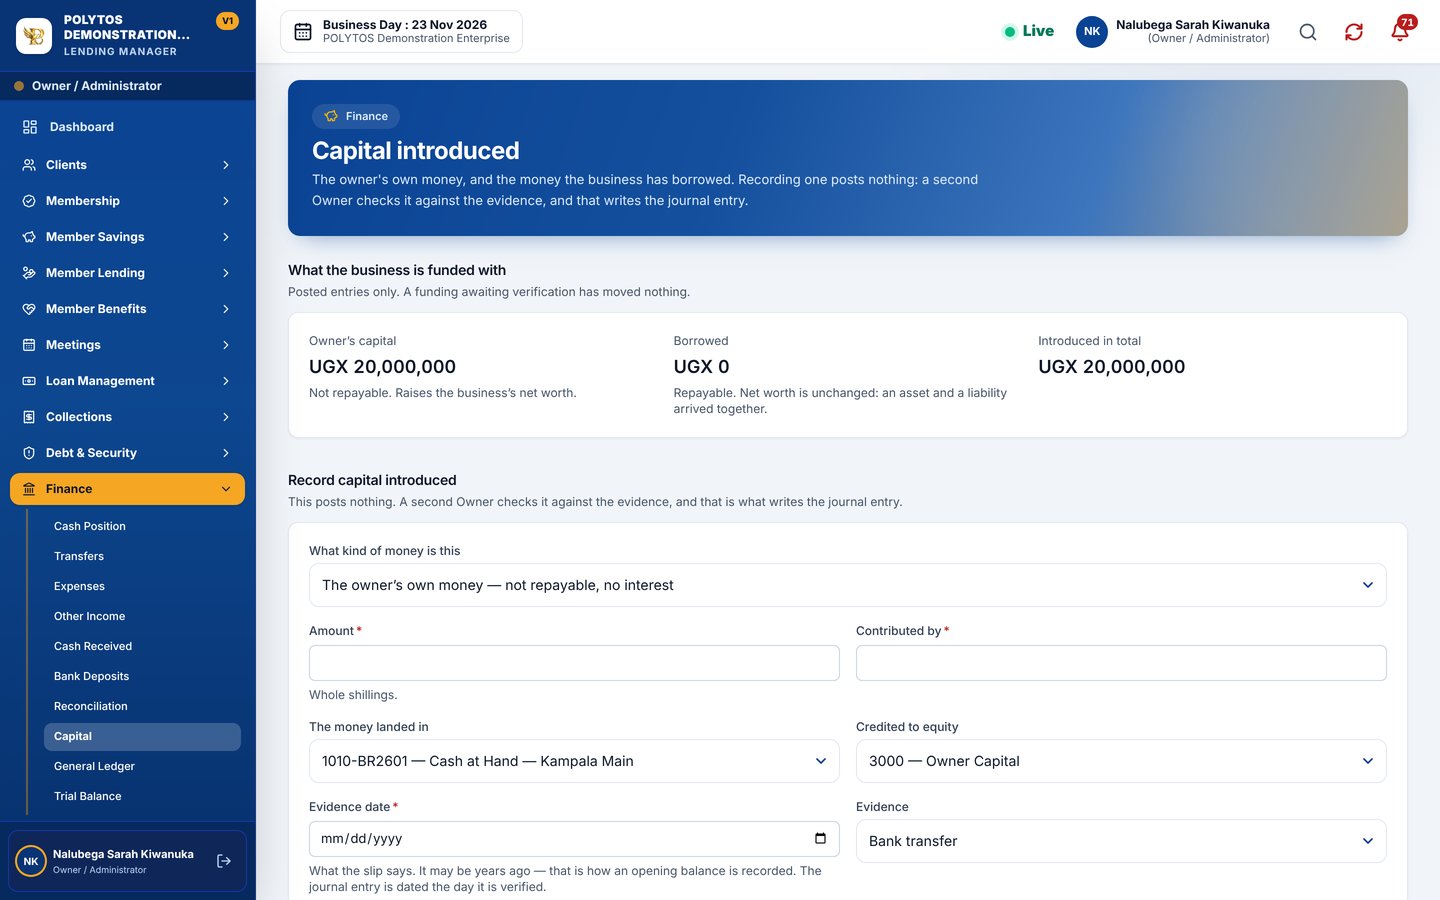 POLYTOS
DEMONSTRATION...
LENDING MANAGER
V1
Owner / Administrator
Dashboard
Clients
Membership
Member Savings
Member Lending
Member Benefits
Meetings
Loan Management
Collections
Debt & Security
Finance
Cash Position
Transfers
Expenses
Other Income
Cash Received
Bank Deposits
Reconciliation
Capital
General Ledger
Trial Balance
NK
Nalubega Sarah Kiwanuka
Owner / Administrator
Business Day : 23 Nov 2026
POLYTOS Demonstration Enterprise
Live
NK
Nalubega Sarah Kiwanuka
(Owner / Administrator)
71
Finance
Capital introduced
The owner's own money, and the money the business has borrowed. Recording one posts nothing: a second
Owner checks it against the evidence, and that writes the journal entry.
What the business is funded with
Posted entries only. A funding awaiting verification has moved nothing.
Owner’s capital
UGX 20,000,000
Not repayable. Raises the business’s net worth.
Borrowed
UGX 0
Repayable. Net worth is unchanged: an asset and a liability
arrived together.
Introduced in total
UGX 20,000,000
Record capital introduced
This posts nothing. A second Owner checks it against the evidence, and that is what writes the journal entry.
What kind of money is this
The owner’s own money — not repayable, no interest
Amount *
Contributed by *
Whole shillings.
The money landed in
Credited to equity
1010-BR2601 — Cash at Hand — Kampala Main
3000 — Owner Capital
Evidence date *
Evidence
mm/dd/yyyy
Bank transfer
What the slip says. It may be years ago — that is how an opening balance is recorded. The
journal entry is dated the day it is verified.